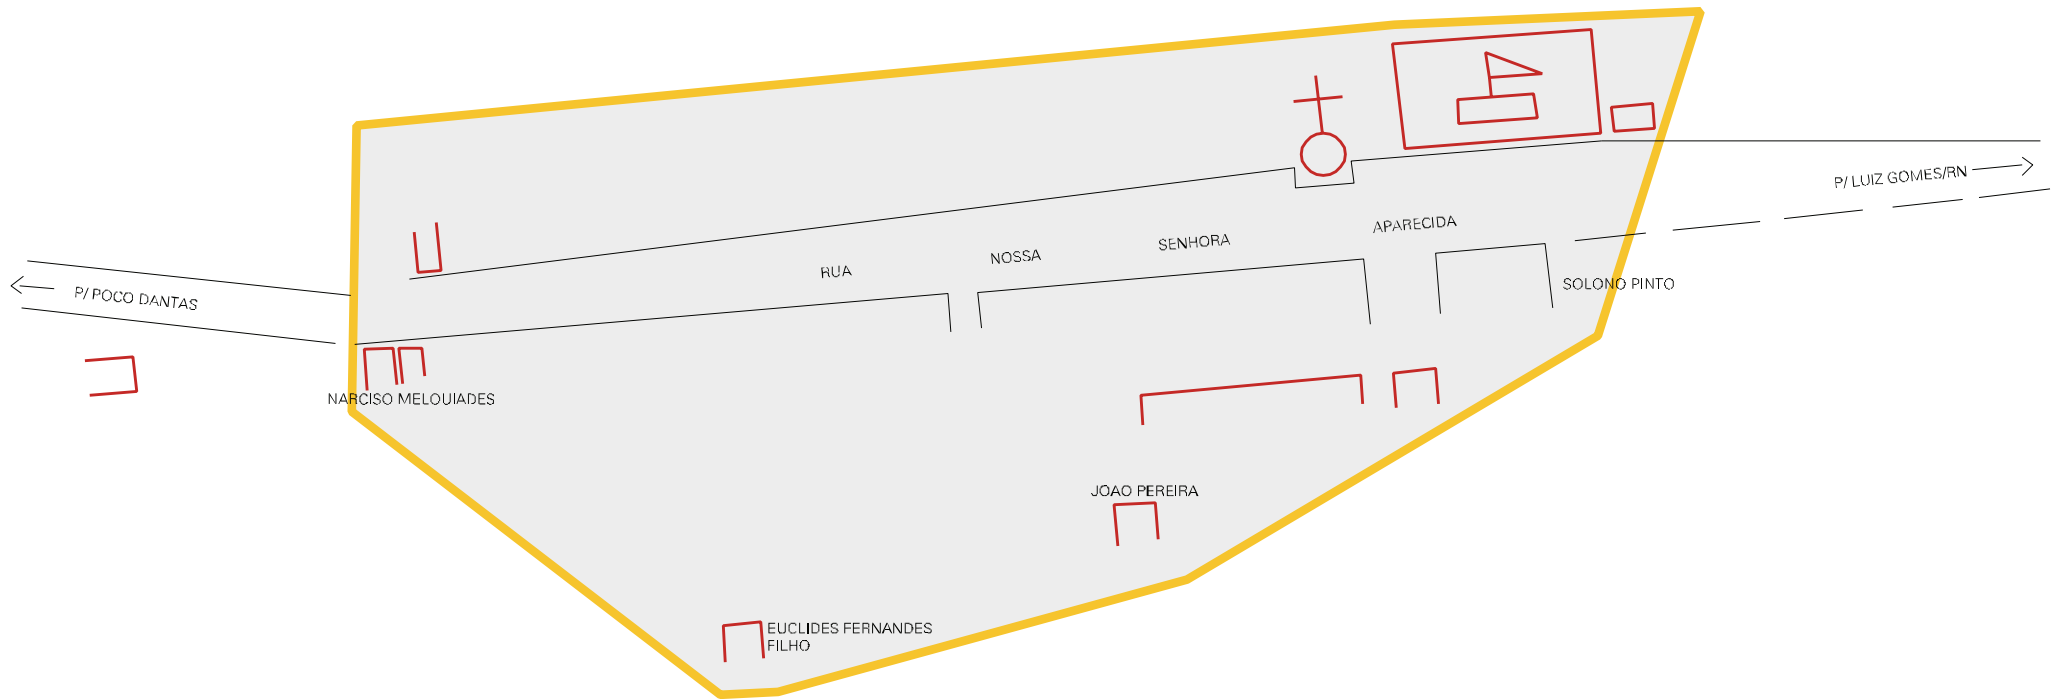 P/ LUIZ GOMES/RN
RUA NOSSA SENHORA APARECIDA
P/ POCO DANTAS
SOLONO PINTO
NARCISO MELOUIADES
JOAO PEREIRA
EUCLIDES FERNANDES
FILHO